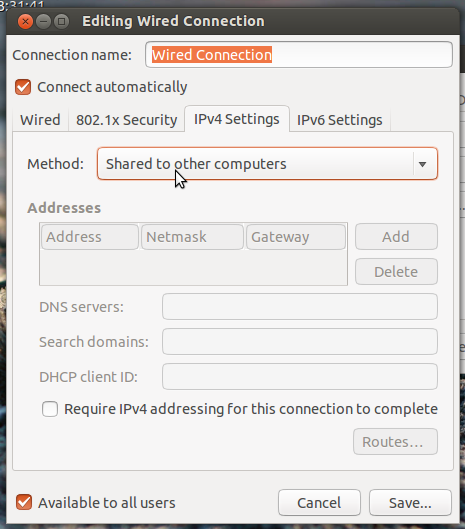 8:31:41
Editing Wired Connection
Connection name: Wired Connection
Connect automatically
Wired 802.1x Security IPv4 Settings IPv6 Settings
Method: Shared to other computers
Addresses
Address Netmask Gateway Add
Delete
DNS servers:
Search domains:
DHCP client ID:
Require IPv4 addressing for this connection to complete
Routes...
Available to all users Cancel Save...